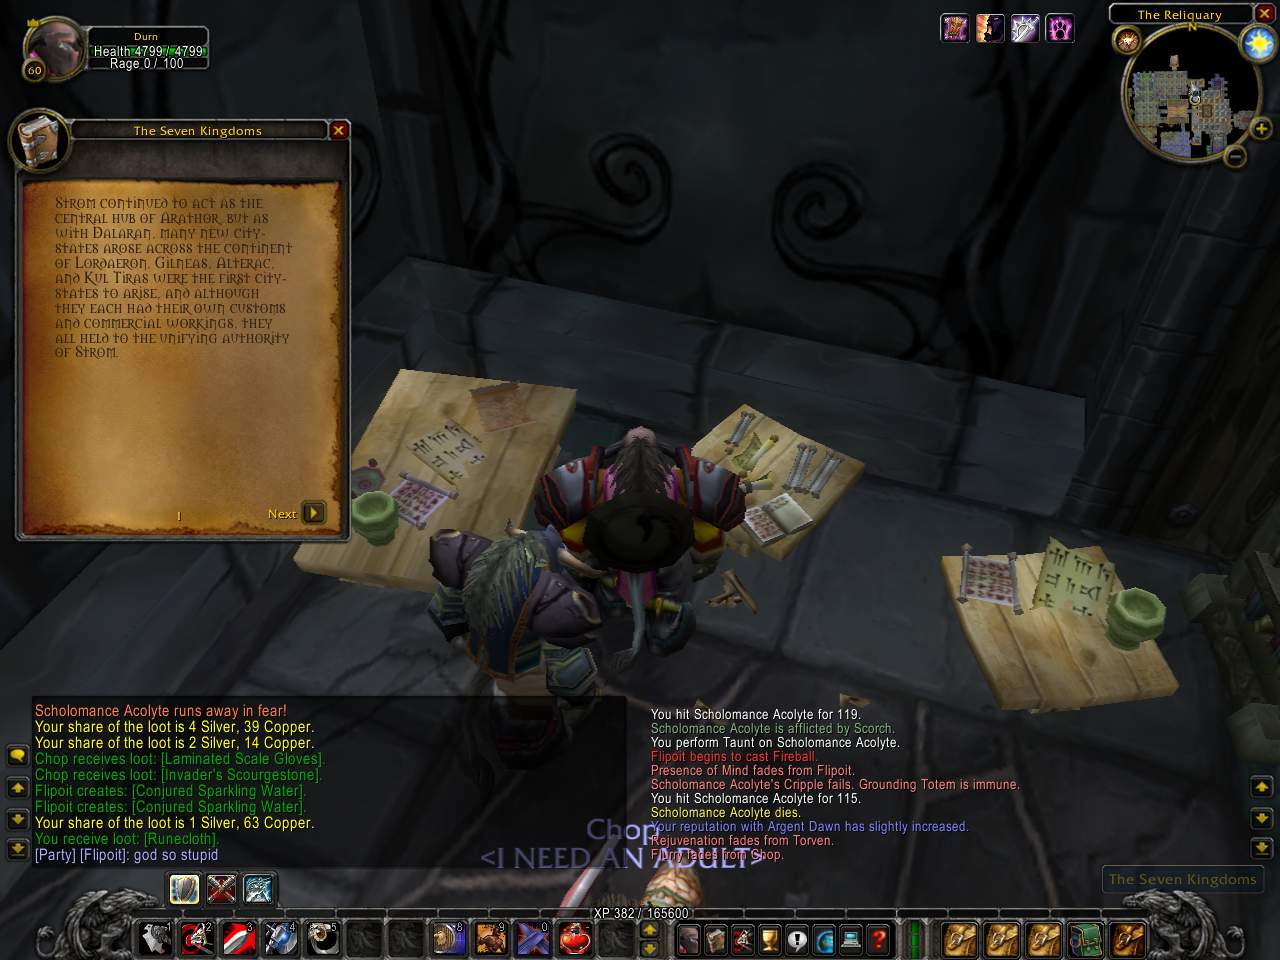 Durn
Health 4799 / 4799
Rage 0 / 100
60
The Reliquary
N
The Seven Kingdoms
Strom continued to act as the
central hub of Arathor, but as
with Dalaran, many new city-
states arose across the continent
of Lordaeron. Gilneas, Alterac,
and Kul Tiras were the first city-
states to arise, and although
they each had their own customs
and commercial workings, they
all held to the unifying authority
of Strom.
1
Next
Scholomance Acolyte runs away in fear!
Your share of the loot is 4 Silver, 39 Copper.
Your share of the loot is 2 Silver, 14 Copper.
Chop receives loot: [Laminated Scale Gloves].
Chop receives loot: [Invader's Scourgestone].
Flipoit creates: [Conjured Sparkling Water].
Flipoit creates: [Conjured Sparkling Water].
Your share of the loot is 1 Silver, 63 Copper.
You receive loot: [Runecloth].
[Party] [Flipoit]: god so stupid
You hit Scholomance Acolyte for 119.
Scholomance Acolyte is afflicted by Scorch.
You perform Taunt on Scholomance Acolyte.
Flipoit begins to cast Fireball.
Presence of Mind fades from Flipoit.
Scholomance Acolyte's Cripple fails. Grounding Totem is immune.
You hit Scholomance Acolyte for 115.
Scholomance Acolyte dies.
Your reputation with Argent Dawn has slightly increased.
Rejuvenation fades from Torven.
Flurry fades from Chop.
Chop
<I NEED AN ADULT>
The Seven Kingdoms
XP 382 / 165600
1
2
3
4
5
8
9
0